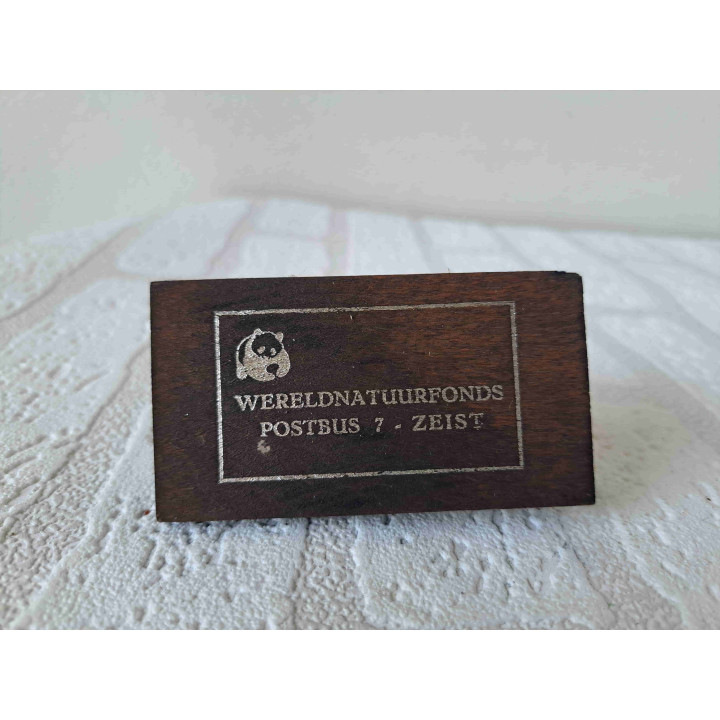 WERELDNATUURFONDS
POSTBUS 7 - ZEIST